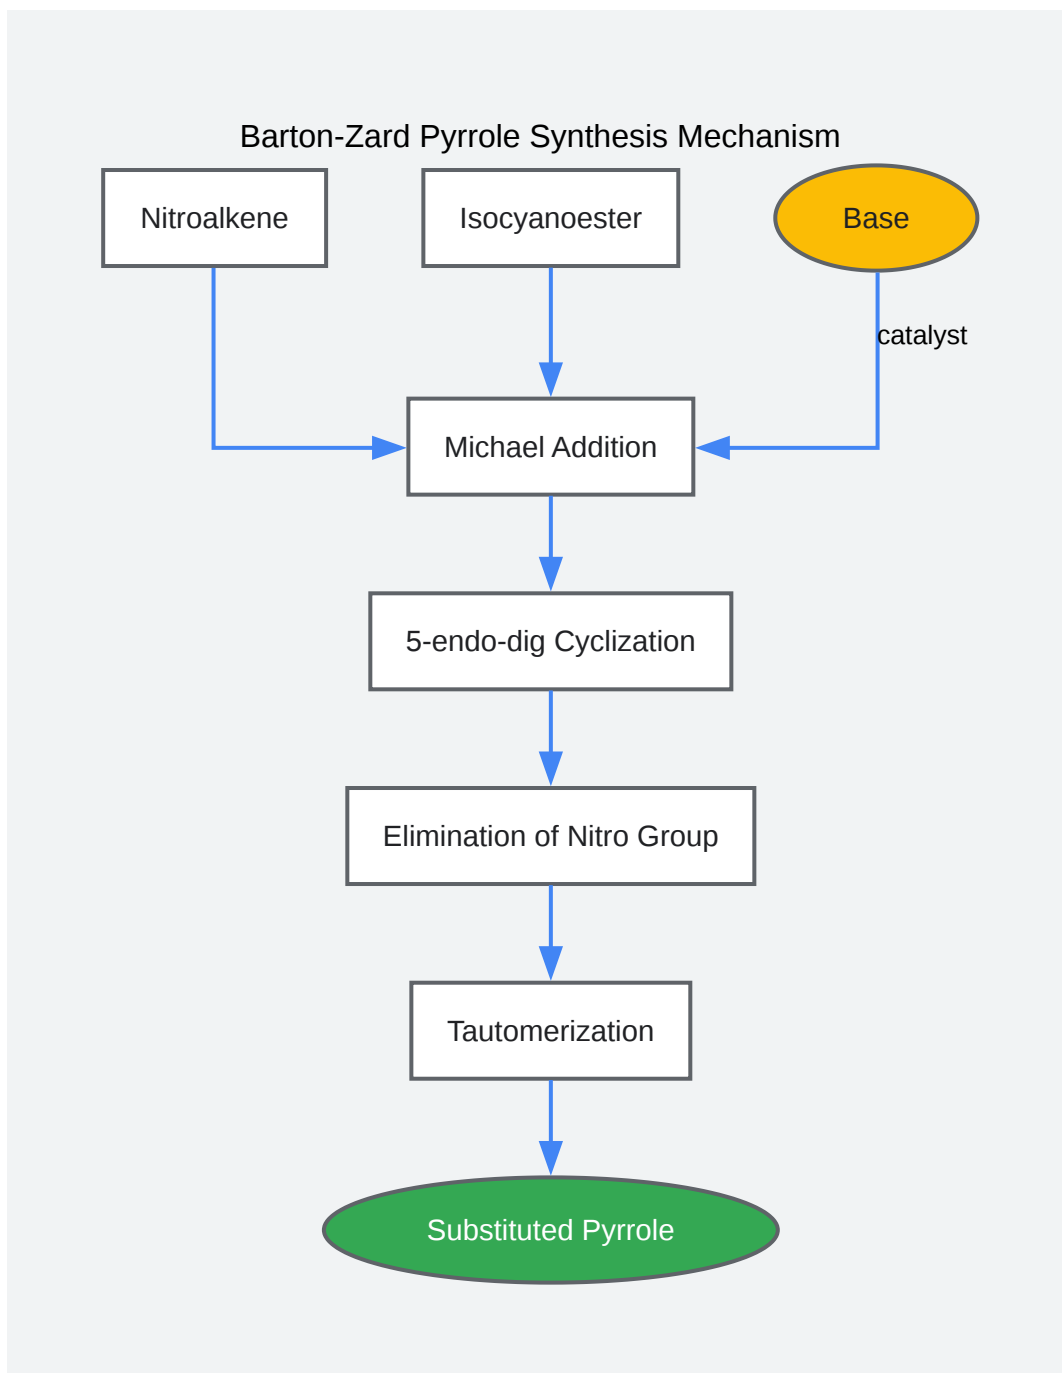 Barton-Zard Pyrrole Synthesis Mechanism
Nitroalkene
Isocyanoester
Base
catalyst
Michael Addition
5-endo-dig Cyclization
Elimination of Nitro Group
Tautomerization
Substituted Pyrrole